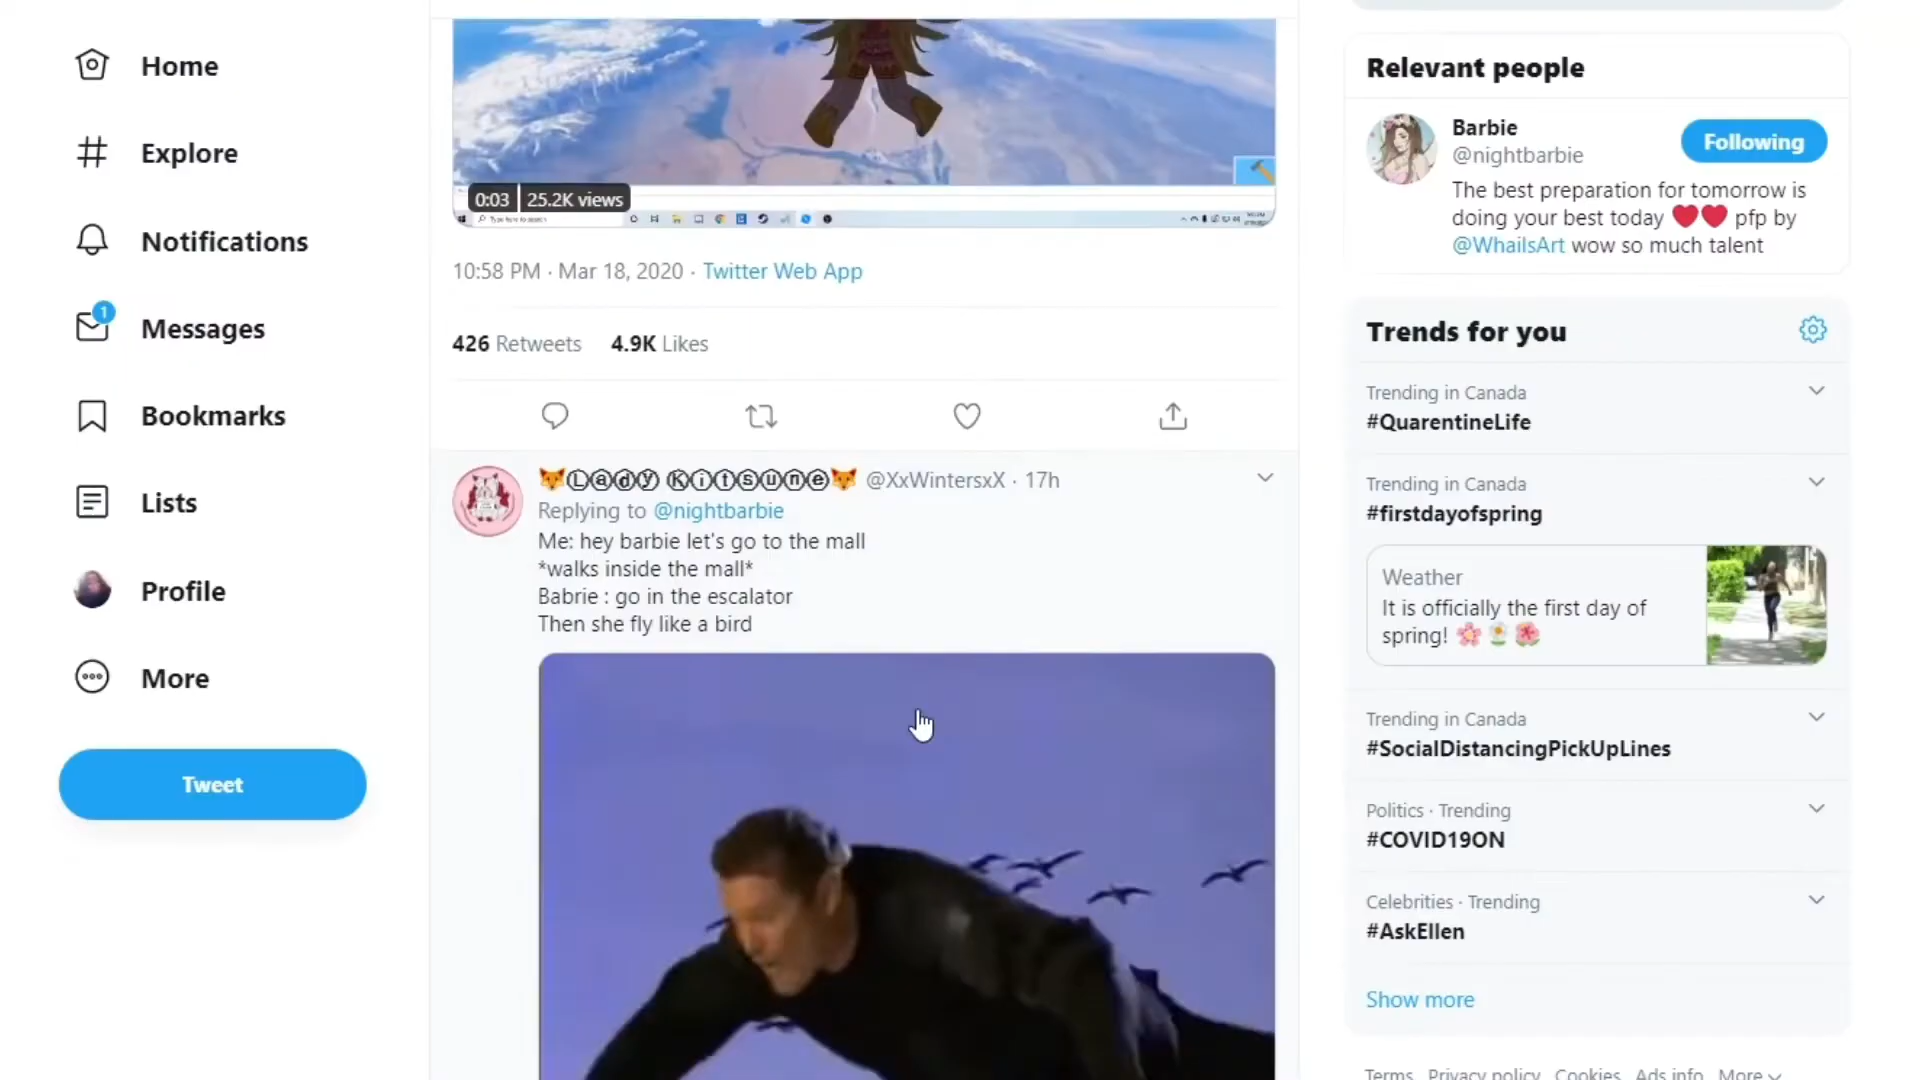 Home
Explore
Notifications
1
Messages
Bookmarks
Lists
Profile
More
Tweet
0:03 25.2K views
Type here to search
10:58 PM · Mar 18, 2020 · Twitter Web App
426 Retweets 4.9K Likes
🦊Ⓛⓐⓓⓨ Ⓚⓘⓣⓢⓤⓝⓔ🦊 @XxWintersxX · 17h
Replying to @nightbarbie
Me: hey barbie let's go to the mall
*walks inside the mall*
Babrie : go in the escalator
Then she fly like a bird
Relevant people
Barbie
@nightbarbie
Following
The best preparation for tomorrow is
doing your best today ❤️❤️ pfp by
@WhailsArt wow so much talent
Trends for you
Trending in Canada
#QuarentineLife
Trending in Canada
#firstdayofspring
Weather
It is officially the first day of
spring! 🌸🌼🌺
Trending in Canada
#SocialDistancingPickUpLines
Politics · Trending
#COVID19ON
Celebrities · Trending
#AskEllen
Show more
Terms Privacy policy Cookies Ads info More